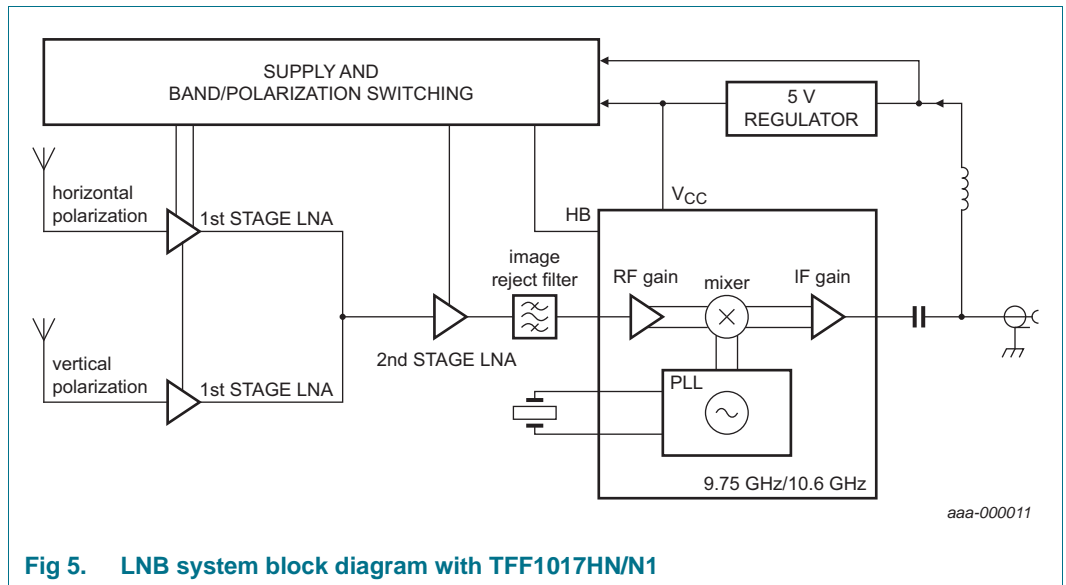 SUPPLY AND
BAND/POLARIZATION SWITCHING
5 V
REGULATOR
horizontal
polarization
1st STAGE LNA
HB
VCC
image
reject filter
RF gain
mixer
IF gain
2nd STAGE LNA
vertical
polarization
1st STAGE LNA
PLL
9.75 GHz/10.6 GHz
aaa-000011
Fig 5. LNB system block diagram with TFF1017HN/N1